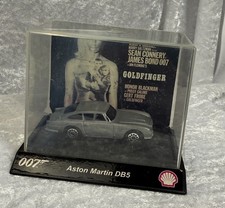 SEAN CONNERY
JAMES BOND 007
GOLDFINGER
HONOR BLACKMAN
GERT FROBE
007
Aston Martin DB5